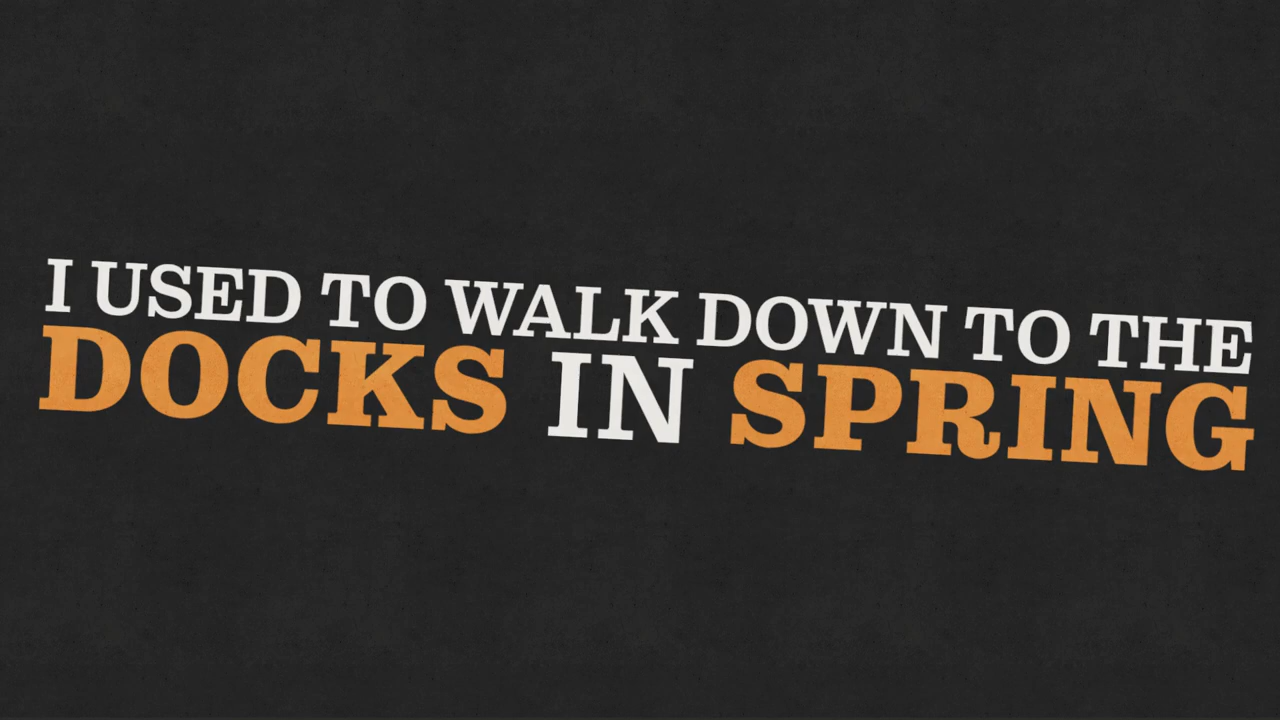 I USED TO WALK DOWN TO THE
DOCKS IN SPRING